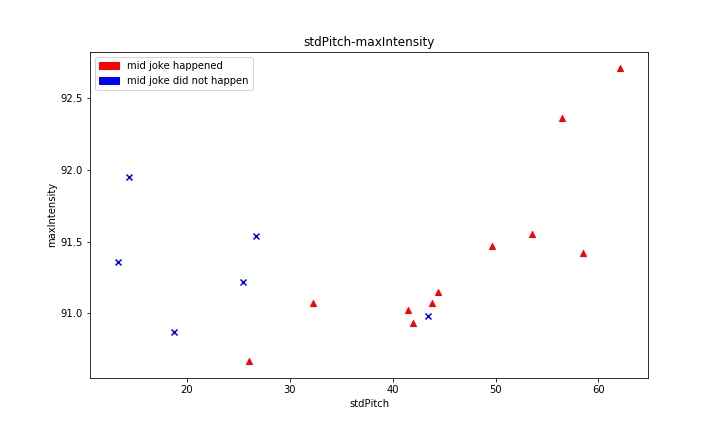 stdPitch-maxIntensity
mid joke happened
mid joke did not happen
92.5
92.0
91.5
91.0
maxIntensity
20 30 40 50 60
stdPitch